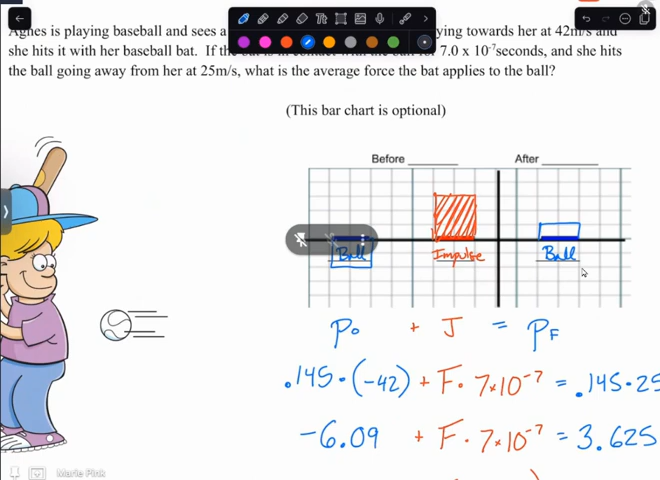 Agnes is playing baseball and sees a ying towards her at 42m/s and
she hits it with her baseball bat. If the 7.0 x 10⁻⁷seconds, and she hits
the ball going away from her at 25m/s, what is the average force the bat applies to the ball?
(This bar chart is optional)
Before ________ After ________
Ball Impulse Ball
P₀ + J = P_F
.145·(-42) + F·7×10⁻⁷ = .145·25
-6.09 + F·7×10⁻⁷ = 3.625
Marie Pink